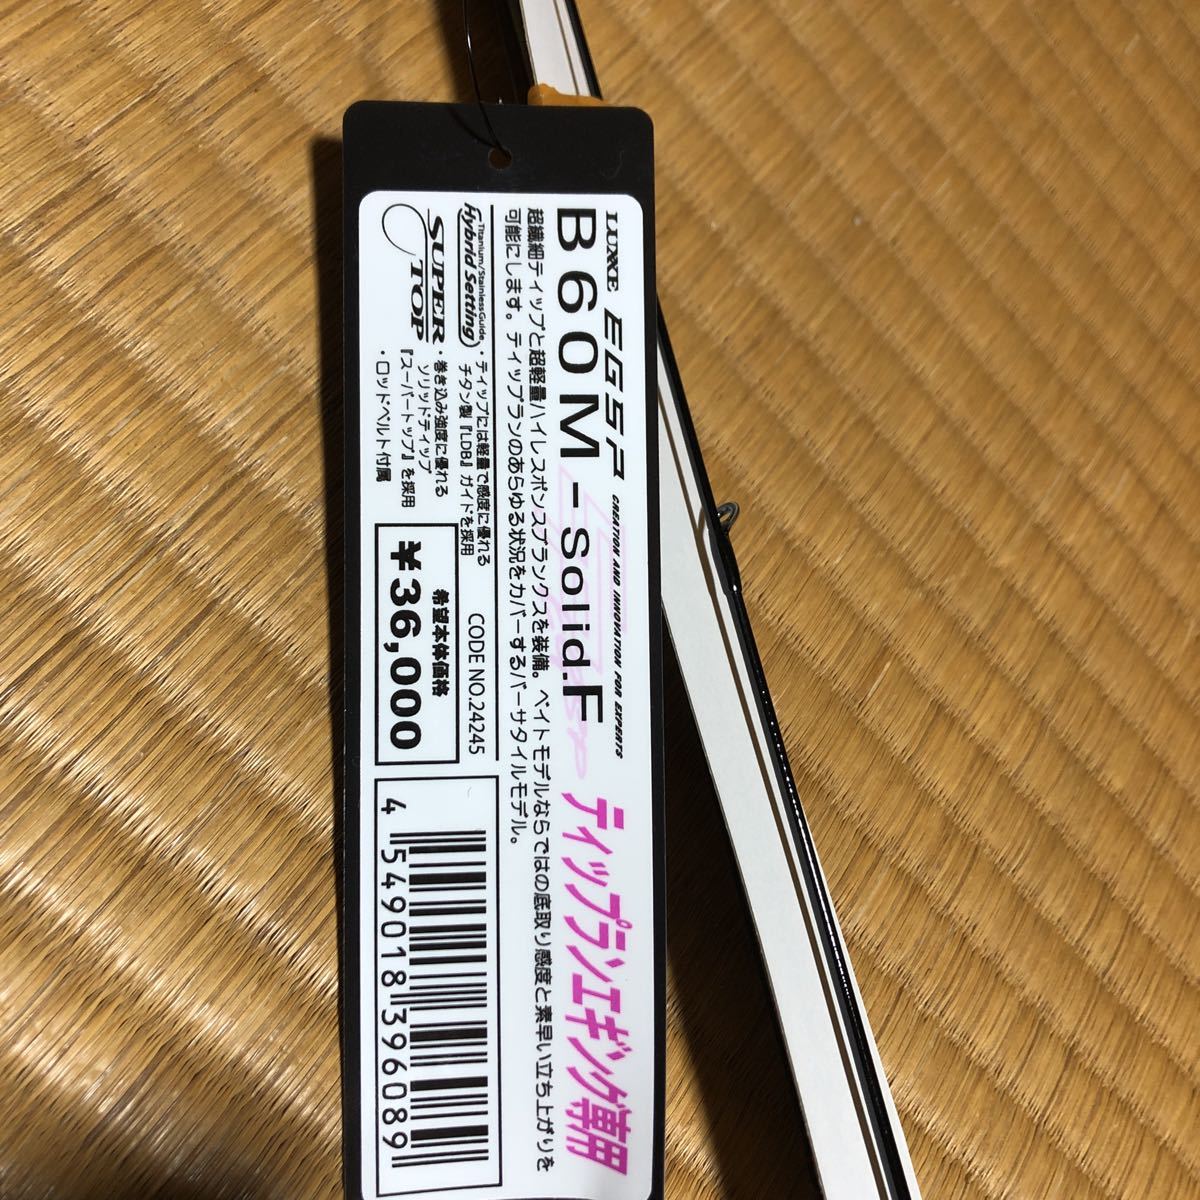 LUXXE EGSR CREATION AND INNOVATION FOR EXPERTS
B60M-Solid.F
ティップランエギング専用
超繊細ティップと超軽量ハイレスポンスブランクスを装備。ベイトモデルならではの底取り感度と素早い立ち上がりを
可能にします。ティップランのあらゆる状況をカバーするバーサタイルモデル。
Titanium/Stainless Guide
Hybrid Setting
・ティップには軽量で感度に優れる
チタン製『LDB』ガイドを採用
SUPER
TOP
・巻き込み強度に優れる
ソリッドティップ
『スーパートップ』を採用
・ロッドベルト付属
CODE NO.24245
希望本体価格
¥36,000
4 549018 396089